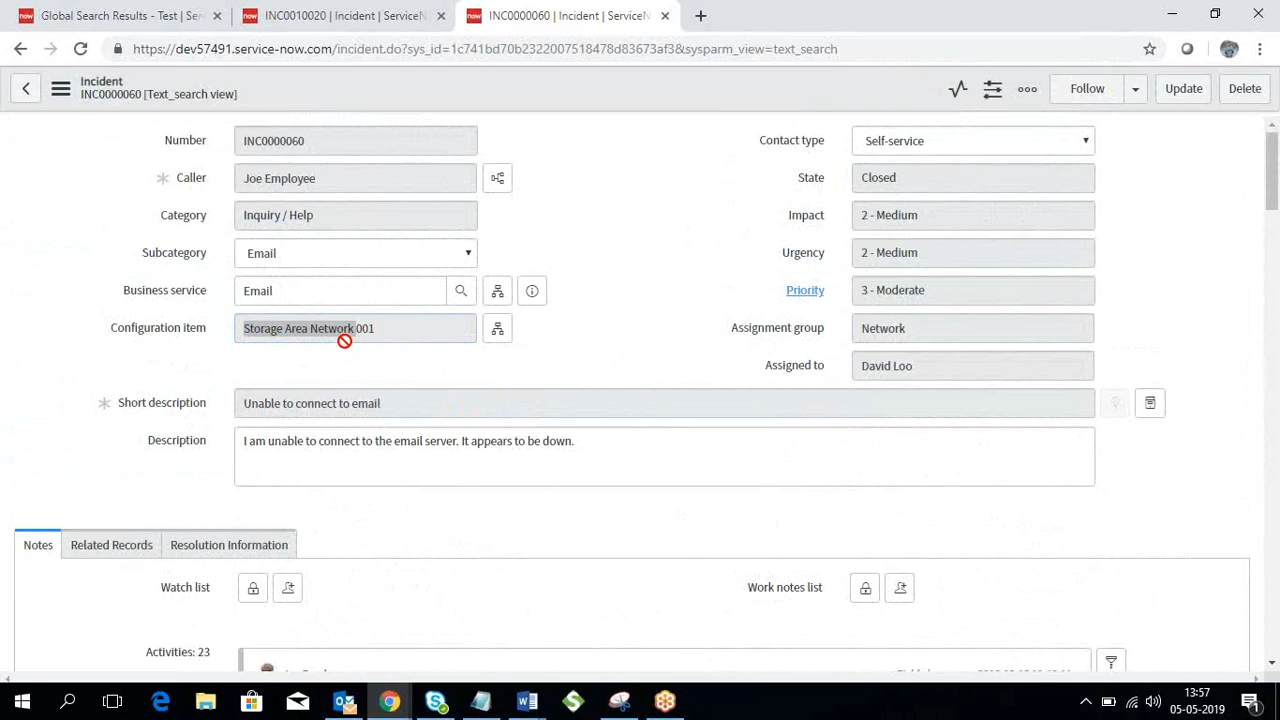 Global Search Results - Test | Ser
INC0010020 | Incident | ServiceN
INC0000060 | Incident | ServiceN
https://dev57491.service-now.com/incident.do?sys_id=1c741bd70b2322007518478d83673af3&sysparm_view=text_search
Incident
INC0000060 [Text_search view]
Follow
Update
Delete
Number
INC0000060
Contact type
Self-service
Caller
Joe Employee
State
Closed
Category
Inquiry / Help
Impact
2 - Medium
Subcategory
Email
Urgency
2 - Medium
Business service
Email
Priority
3 - Moderate
Configuration item
Storage Area Network 001
Assignment group
Network
Assigned to
David Loo
Short description
Unable to connect to email
Description
I am unable to connect to the email server. It appears to be down.
Notes
Related Records
Resolution Information
Watch list
Work notes list
Activities: 23
13:57
05-05-2019